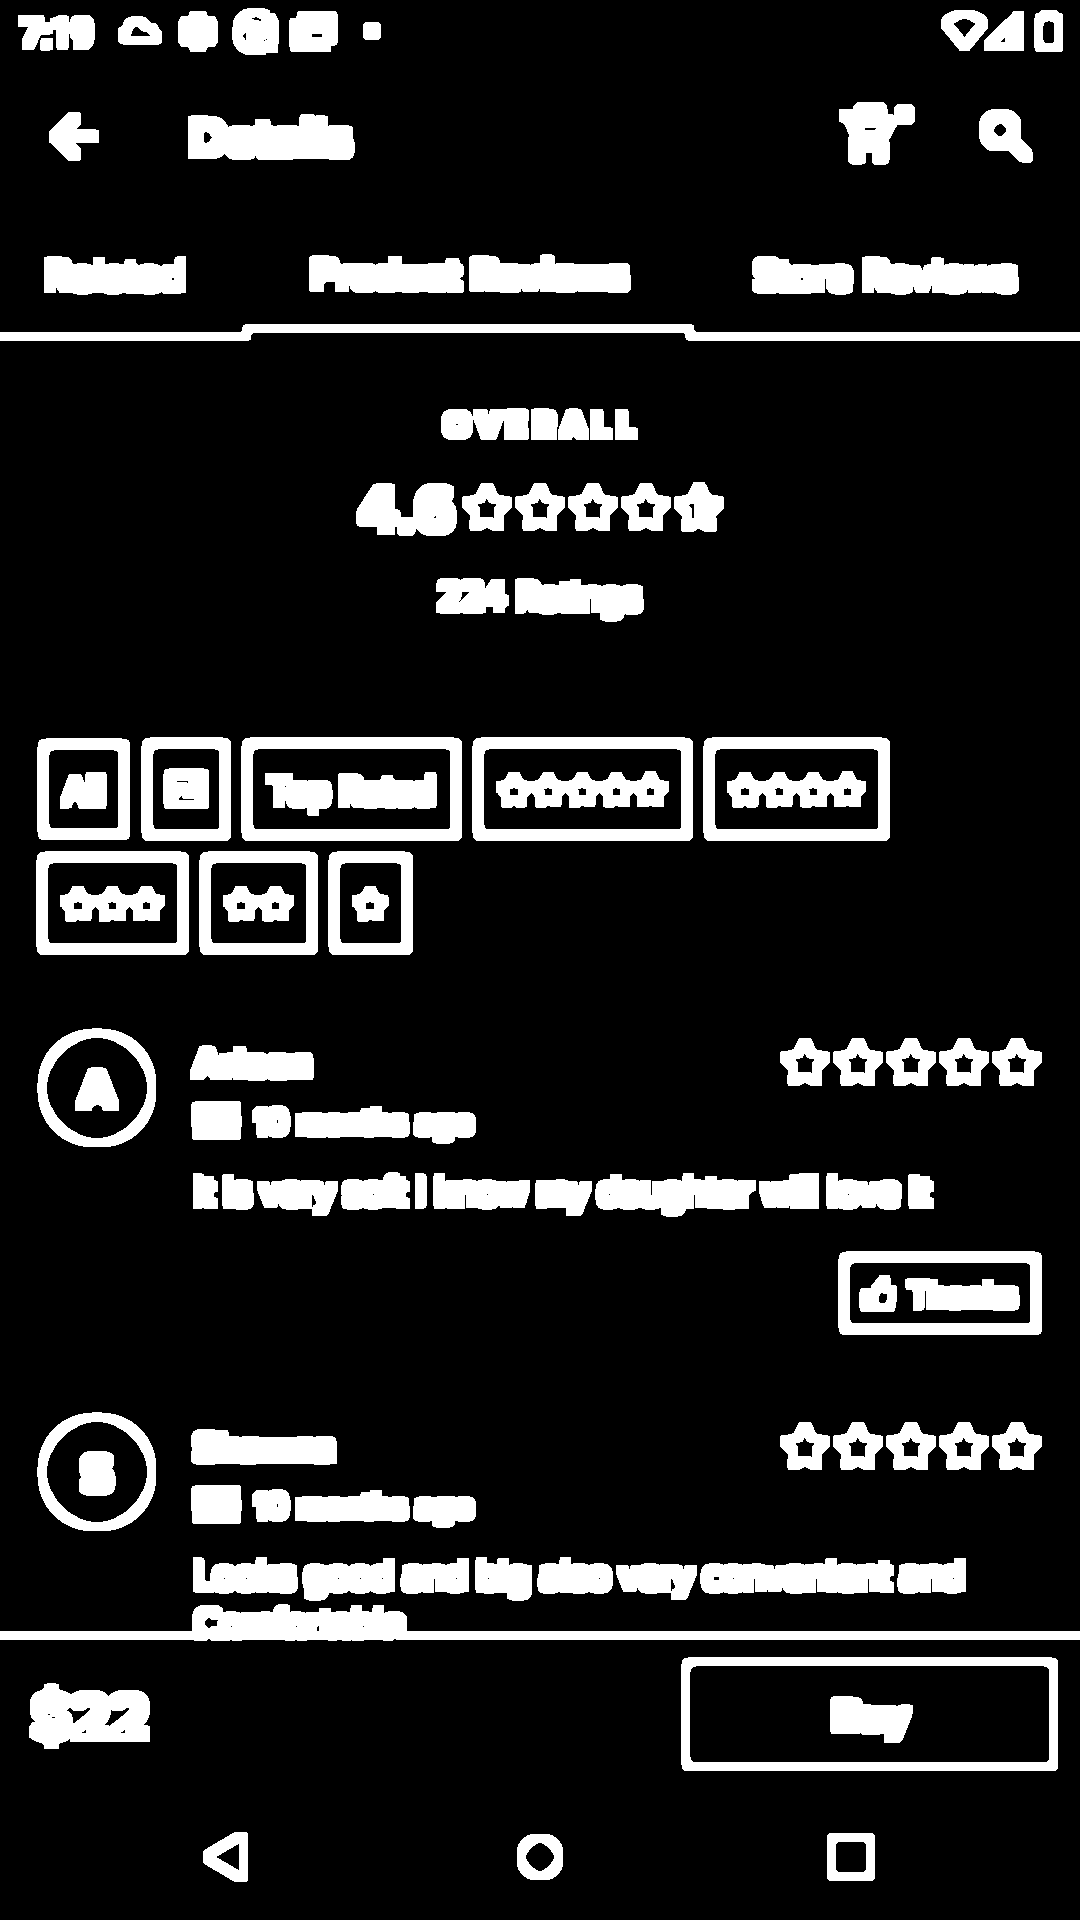 7:19
Details
Related Product Reviews Store Reviews
OVERALL
4.6
224 Ratings
All Top Rated
A
10 months ago
It is very soft I know my daughter will love it
Thanks
S
10 months ago
Looks good and big also very convenient and
Comfortable
$22
Buy